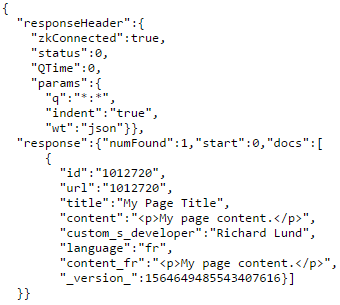 {
  "responseHeader":{
    "zkConnected":true,
    "status":0,
    "QTime":0,
    "params":{
      "q":"*:*",
      "indent":"true",
      "wt":"json"}},
  "response":{"numFound":1,"start":0,"docs":[
      {
        "id":"1012720",
        "url":"1012720",
        "title":"My Page Title",
        "content":"<p>My page content.</p>",
        "custom_s_developer":"Richard Lund",
        "language":"fr",
        "content_fr":"<p>My page content.</p>",
        "_version_":1564649485543407616}]
  }}